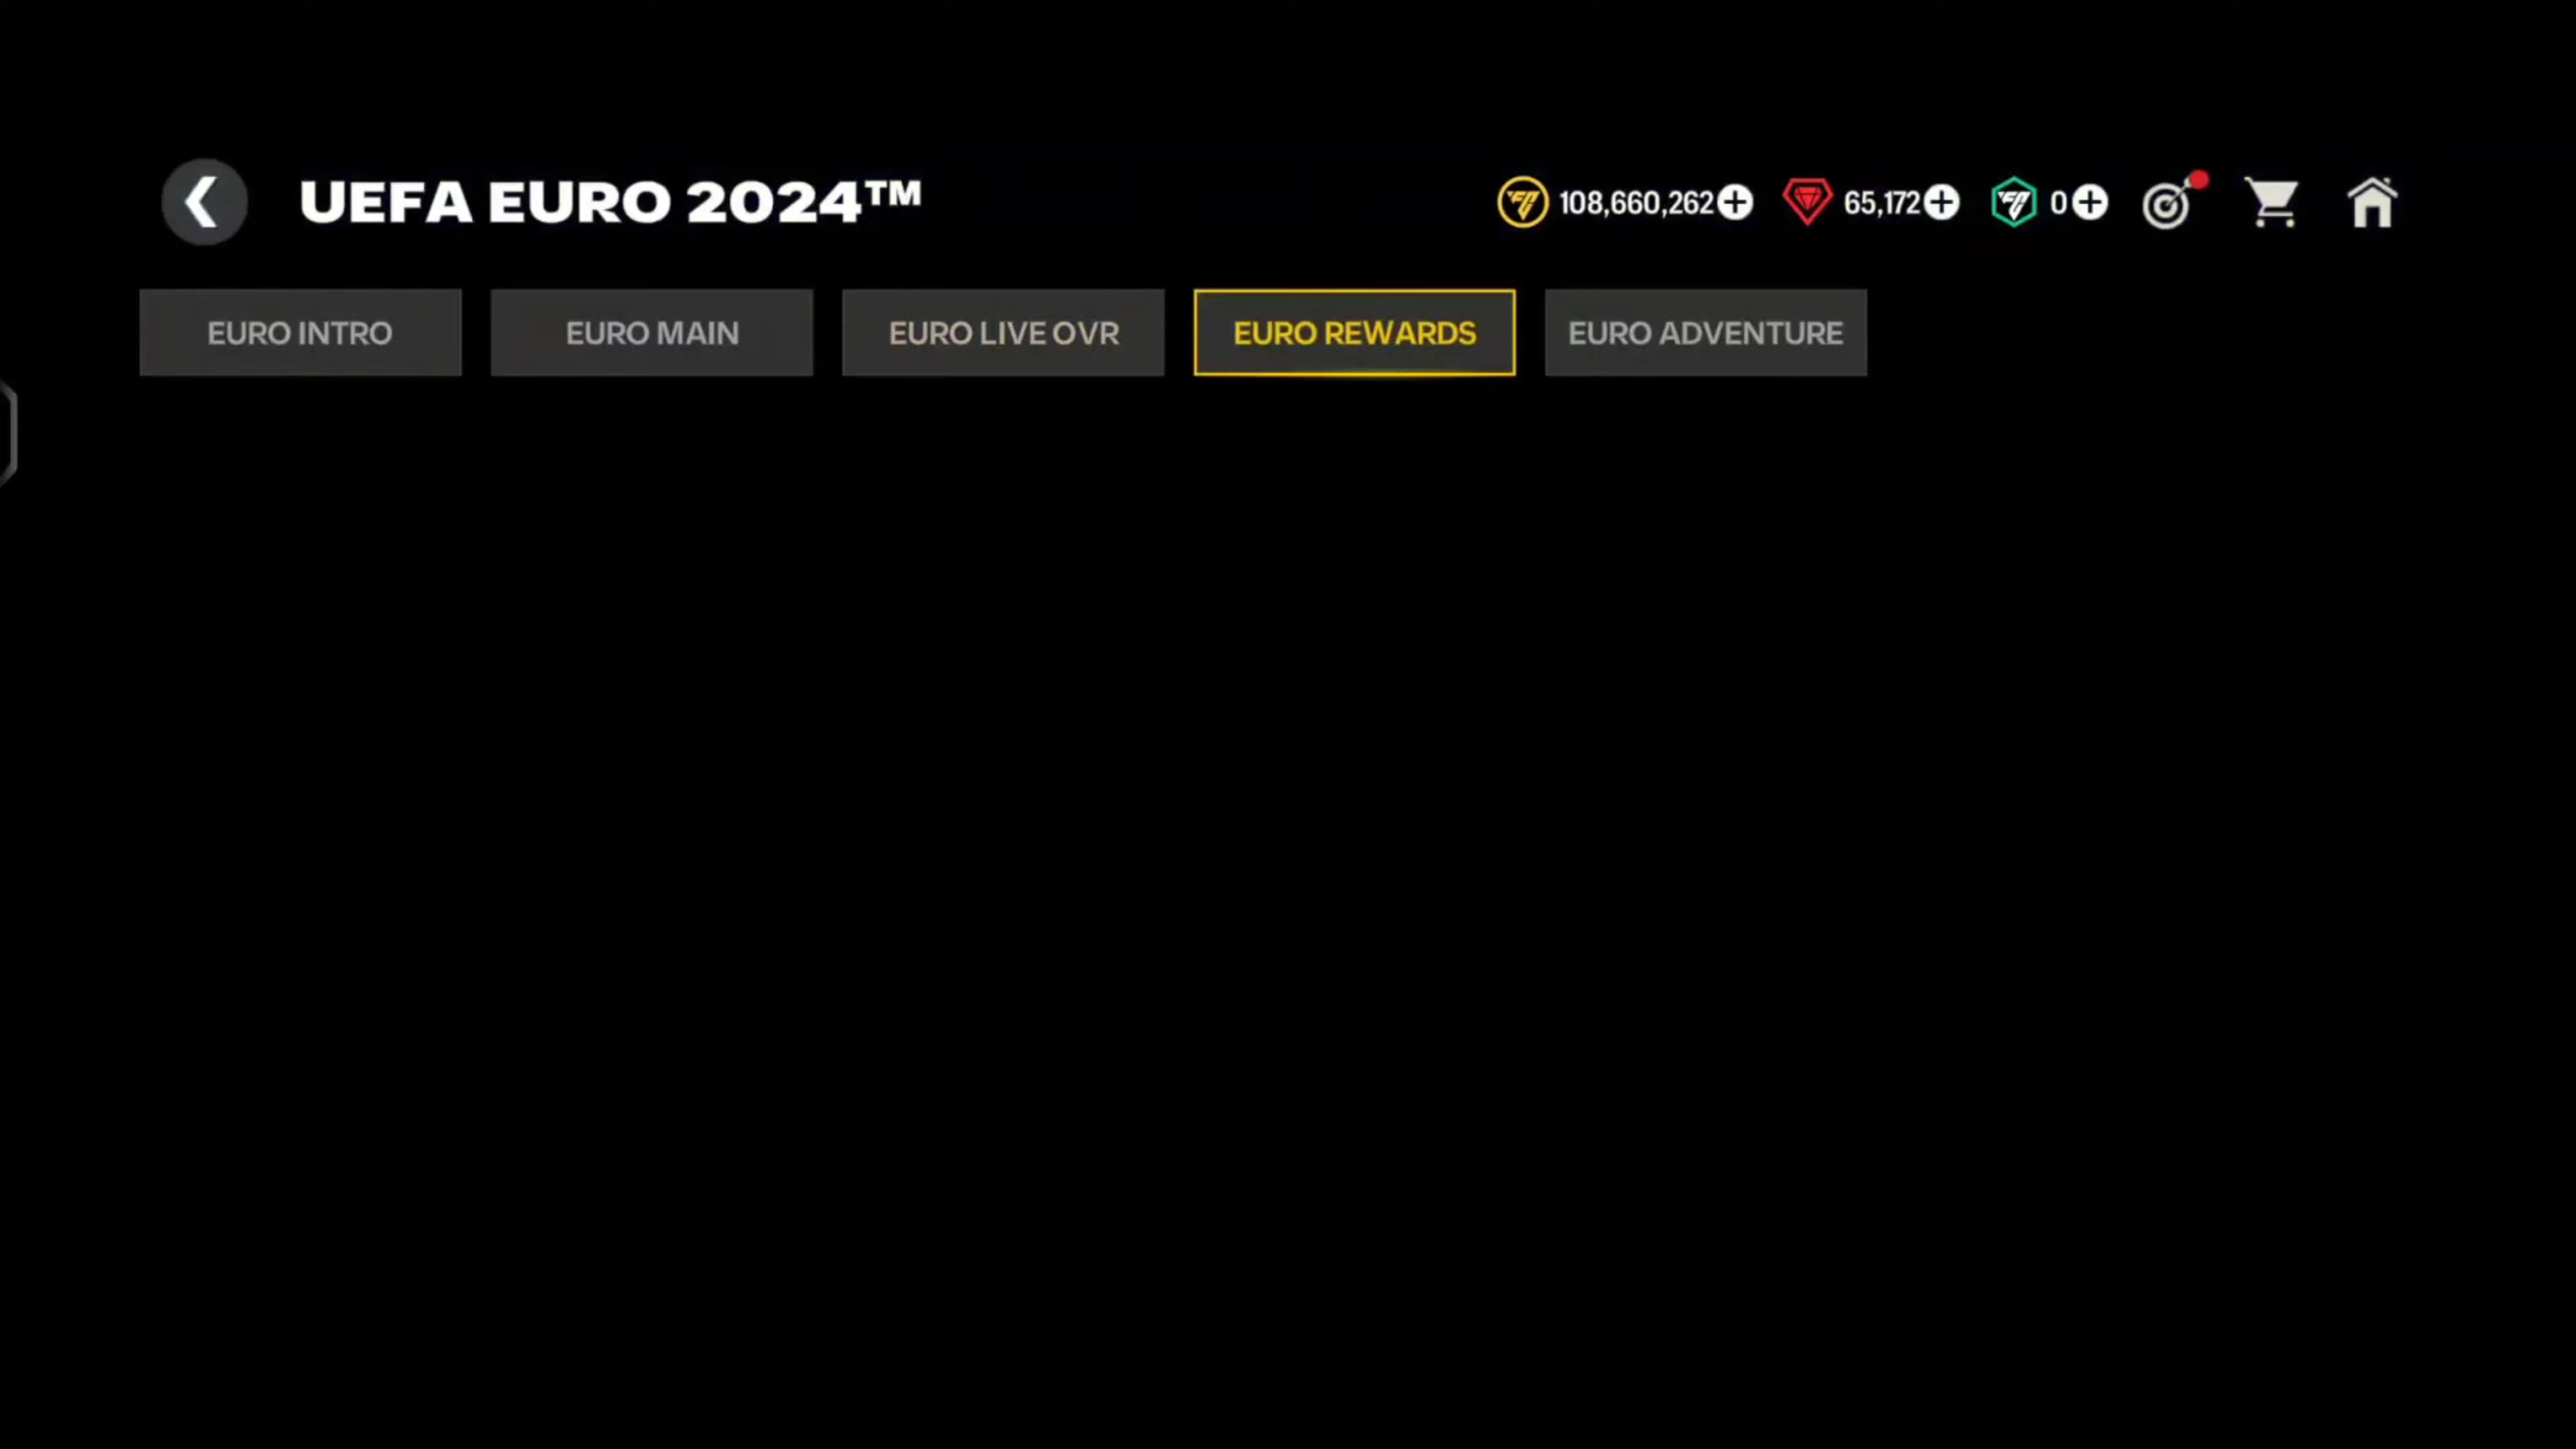 UEFA EURO 2024™
108,660,262
65,172
0
EURO INTRO
EURO MAIN
EURO LIVE OVR
EURO REWARDS
EURO ADVENTURE